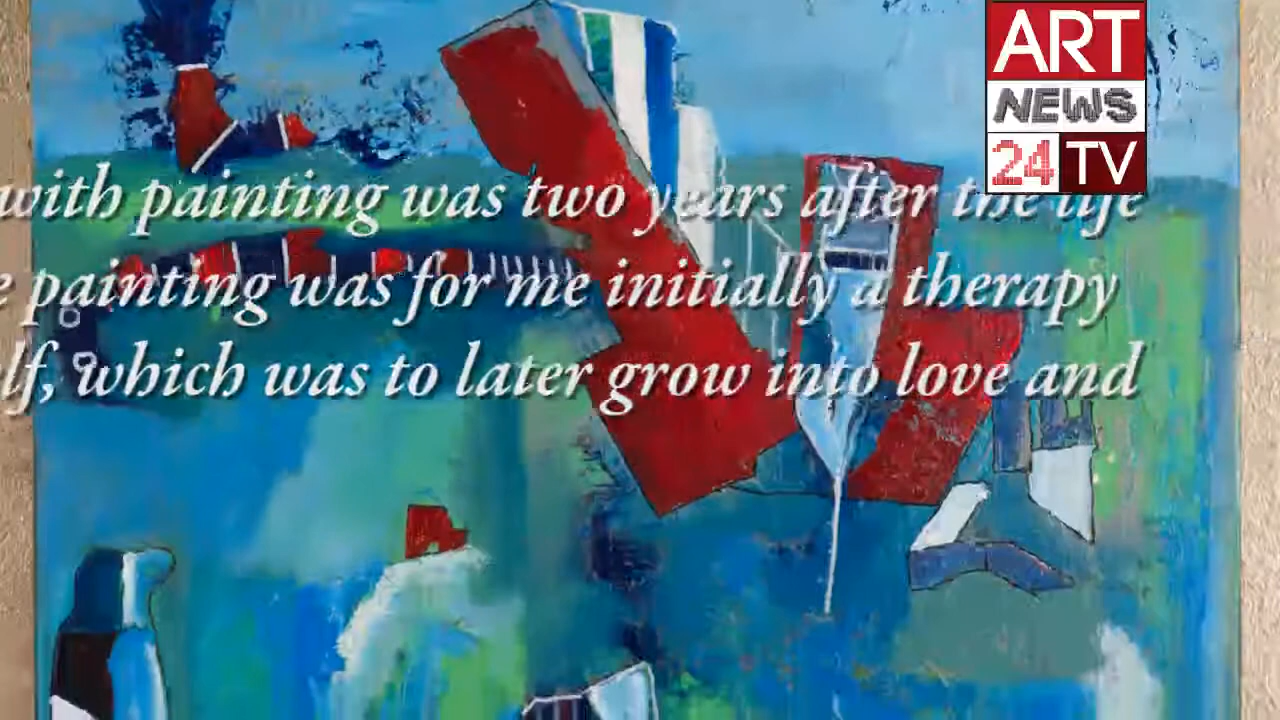 ART
NEWS
24 TV
with painting was two years after the life
painting was for me initially a therapy
which was to later grow into love and